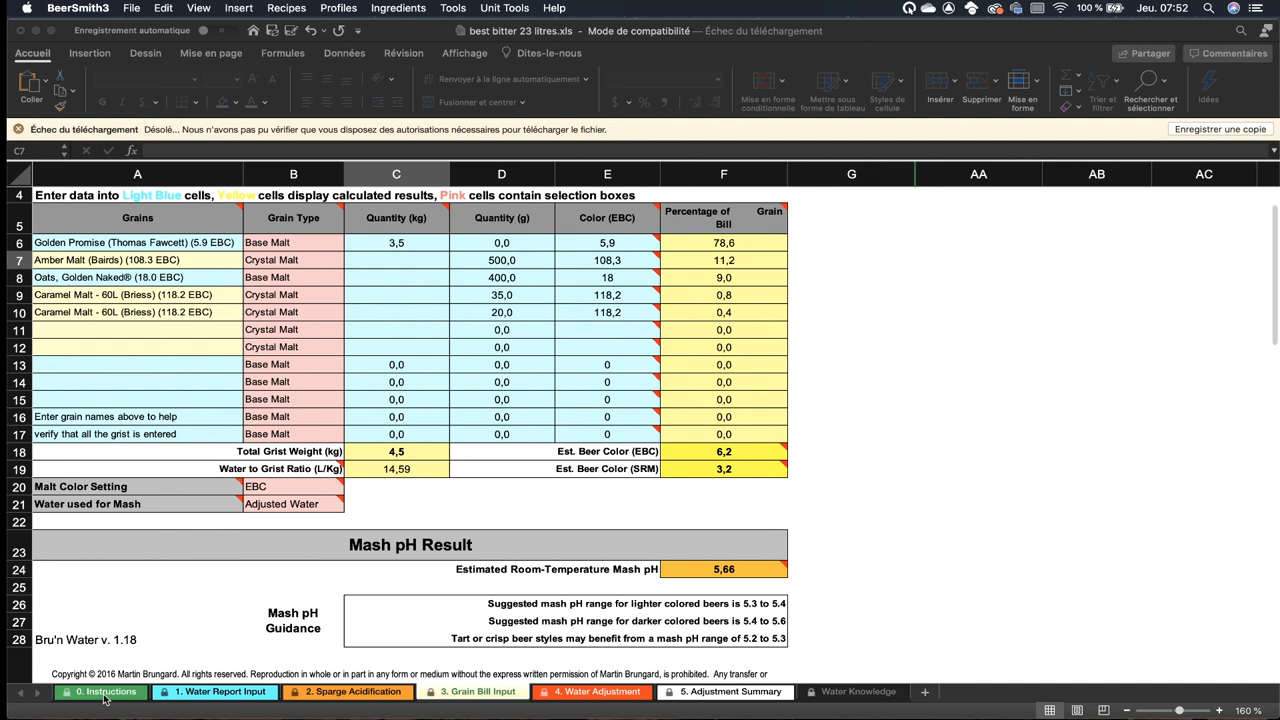 BeerSmith3 File Edit View Insert Recipes Profiles Ingredients Tools Unit Tools Help 100 % Jeu. 07:52
Enregistrement automatique best bitter 23 litres.xls - Mode de compatibilité — Échec du téléchargement
Accueil Insertion Dessin Mise en page Formules Données Révision Affichage Dites-le-nous Partager Commentaires
Coller G I S Renvoyer à la ligne automatiquement Fusionner et centrer $ % Mise en forme conditionnelle Mettre sous forme de tableau Styles de cellule Insérer Supprimer Mise en forme Trier et filtrer Rechercher et sélectionner Idées
Échec du téléchargement Désolé... Nous n'avons pas pu vérifier que vous disposez des autorisations nécessaires pour télécharger le fichier. Enregistrer une copie
C7 fx
A B C D E F G AA AB AC
4 Enter data into Light Blue cells, Yellow cells display calculated results, Pink cells contain selection boxes
5 Grains Grain Type Quantity (kg) Quantity (g) Color (EBC) Percentage of Grain Bill
6 Golden Promise (Thomas Fawcett) (5.9 EBC) Base Malt 3,5 0,0 5,9 78,6
7 Amber Malt (Bairds) (108.3 EBC) Crystal Malt 500,0 108,3 11,2
8 Oats, Golden Naked® (18.0 EBC) Base Malt 400,0 18 9,0
9 Caramel Malt - 60L (Briess) (118.2 EBC) Crystal Malt 35,0 118,2 0,8
10 Caramel Malt - 60L (Briess) (118.2 EBC) Crystal Malt 20,0 118,2 0,4
11 Crystal Malt 0,0 0,0
12 Crystal Malt 0,0 0,0
13 Base Malt 0,0 0,0 0 0,0
14 Base Malt 0,0 0,0 0 0,0
15 Base Malt 0,0 0,0 0 0,0
16 Enter grain names above to help Base Malt 0,0 0,0 0 0,0
17 verify that all the grist is entered Base Malt 0,0 0,0 0 0,0
18 Total Grist Weight (kg) 4,5 Est. Beer Color (EBC) 6,2
19 Water to Grist Ratio (L/Kg) 14,59 Est. Beer Color (SRM) 3,2
20 Malt Color Setting EBC
21 Water used for Mash Adjusted Water
22
23 Mash pH Result
24 Estimated Room-Temperature Mash pH 5,66
25
26 Mash pH Guidance Suggested mash pH range for lighter colored beers is 5.3 to 5.4
27 Suggested mash pH range for darker colored beers is 5.4 to 5.6
28 Bru'n Water v. 1.18 Tart or crisp beer styles may benefit from a mash pH range of 5.2 to 5.3
Copyright © 2016 Martin Brungard. All rights reserved. Reproduction in whole or in part in any form or medium without the express written permission of Martin Brungard, is prohibited. Any transfer or
0. Instructions 1. Water Report Input 2. Sparge Acidification 3. Grain Bill Input 4. Water Adjustment 5. Adjustment Summary Water Knowledge +
160 %